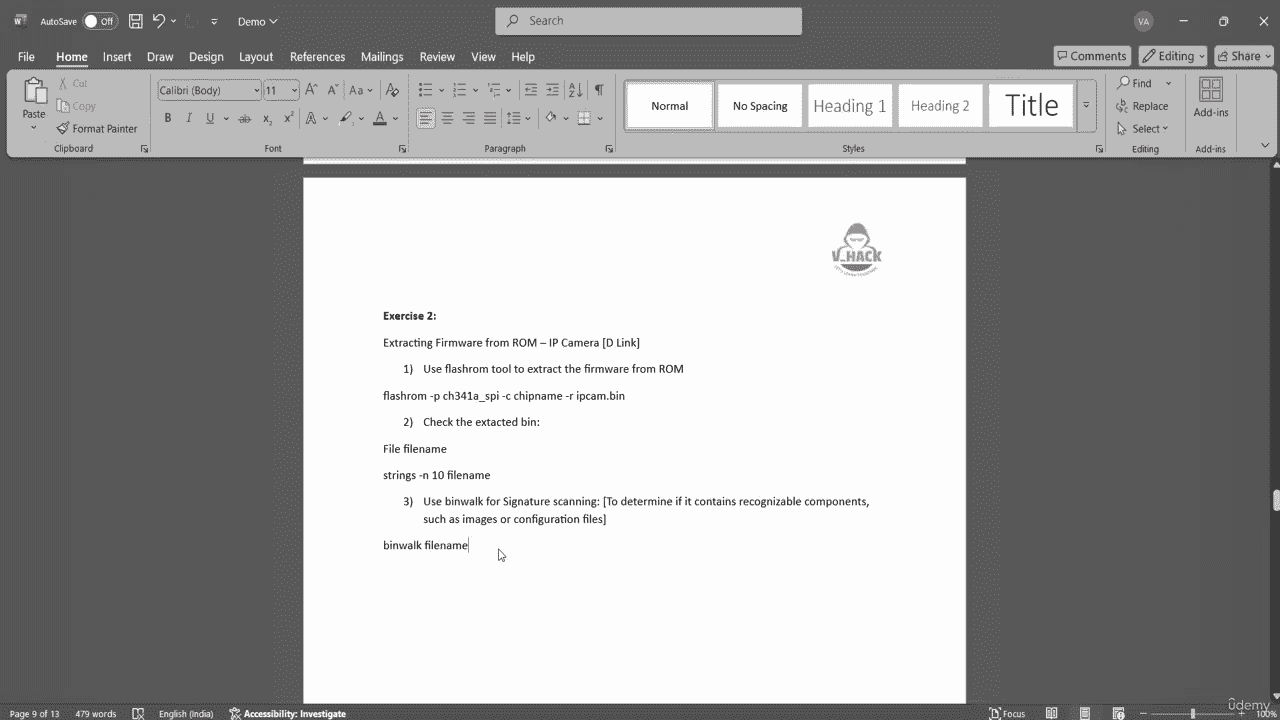 AutoSave Off Demo Search VA
File Home Insert Draw Design Layout References Mailings Review View Help Comments Editing Share
Paste Cut Copy Format Painter
Calibri (Body) 11
Normal No Spacing Heading 1 Heading 2 Title
Find Replace Select Add-ins
Clipboard Font Paragraph Styles Editing Add-ins
V_HACK
Exercise 2:
Extracting Firmware from ROM – IP Camera [D Link]
1) Use flashrom tool to extract the firmware from ROM
flashrom -p ch341a_spi -c chipname -r ipcam.bin
2) Check the extacted bin:
File filename
strings -n 10 filename
3) Use binwalk for Signature scanning: [To determine if it contains recognizable components,
such as images or configuration files]
binwalk filename
Page 9 of 13 479 words English (India) Accessibility: Investigate Focus 100%
ûdemy